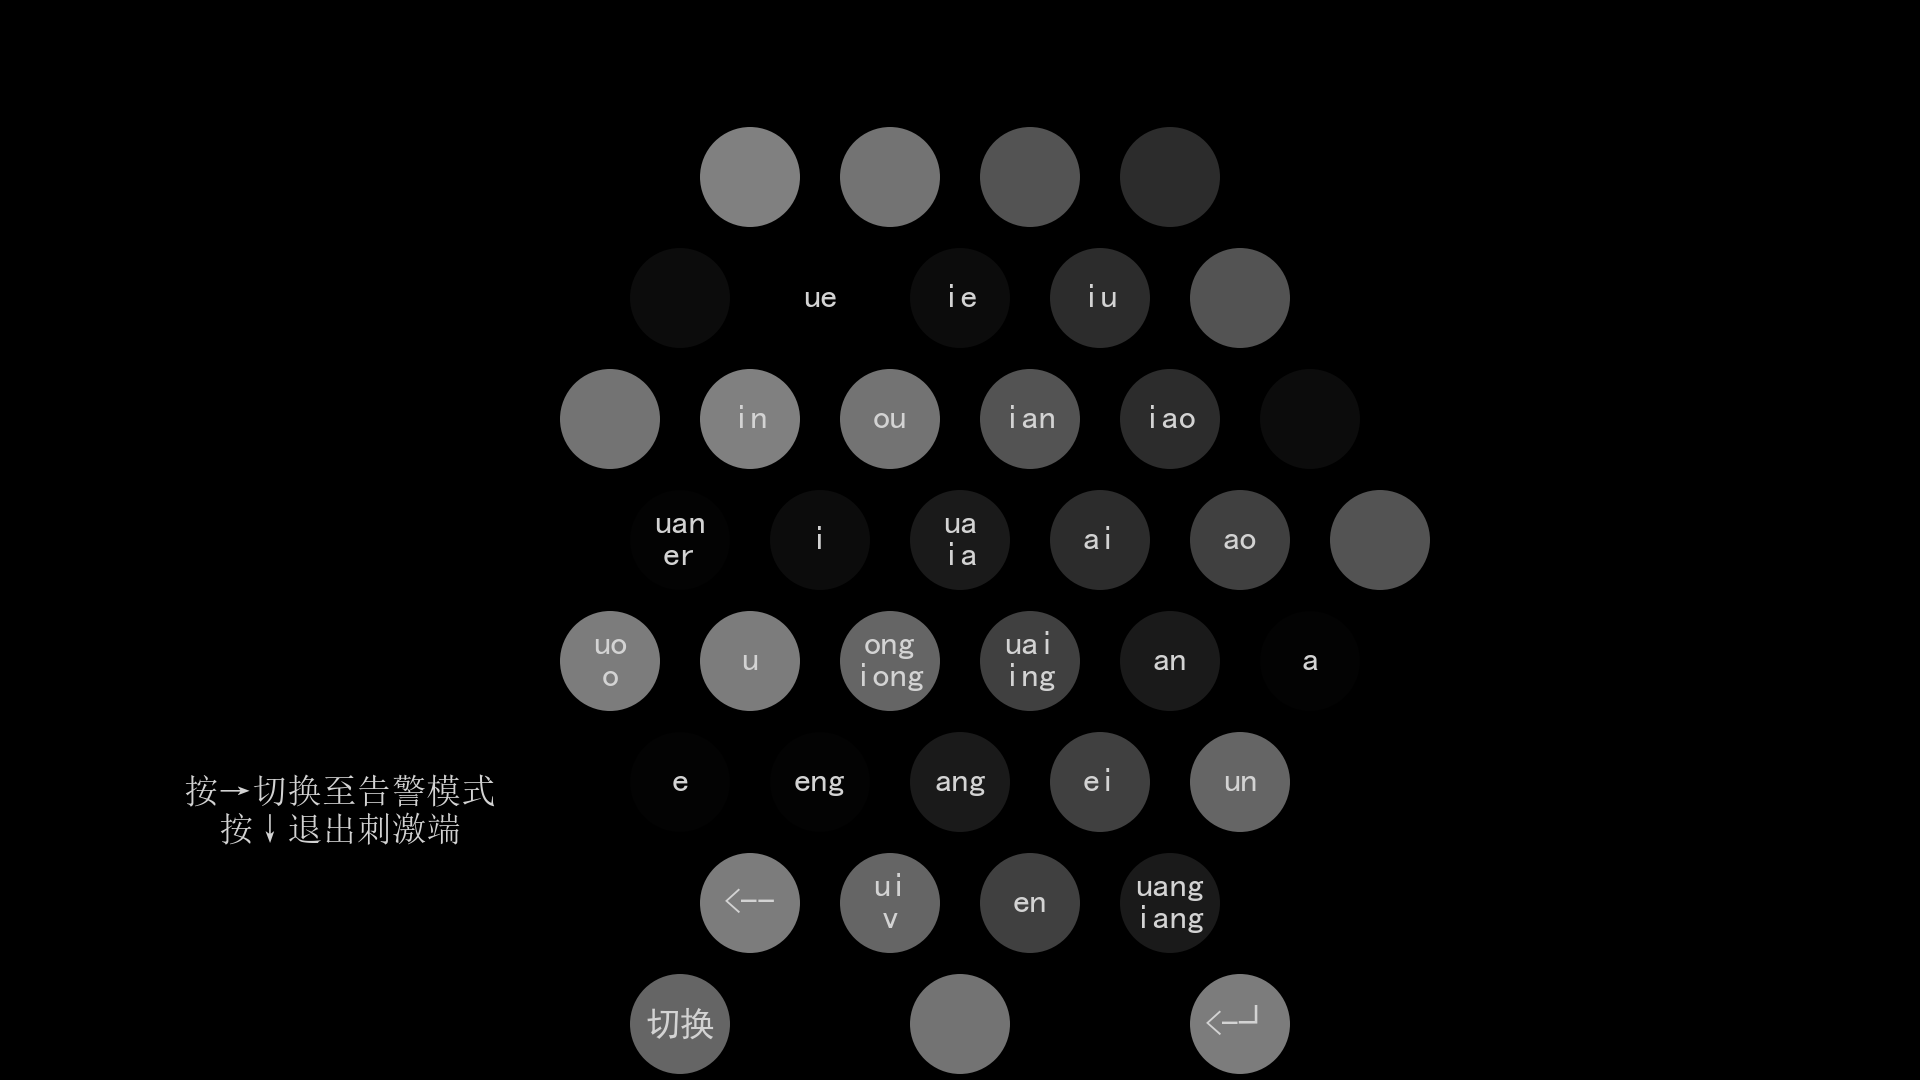 ue
ie
iu
in
ou
ian
iao
uan
er
i
ua
ia
ai
ao
uo
o
u
ong
iong
uai
ing
an
a
e
eng
ang
ei
un
按→切换至告警模式
按↓退出刺激端
<--
ui
v
en
uang
iang
切换
<-┘